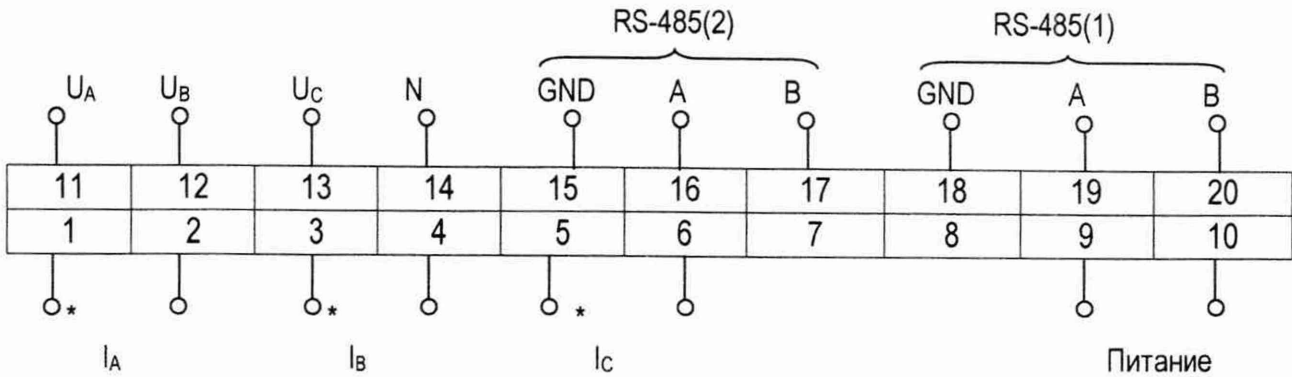 RS-485(2) RS-485(1)
UA UB UC N GND A B GND A B
11 12 13 14 15 16 17 18 19 20
1 2 3 4 5 6 7 8 9 10
* * *
IA IB IC Питание